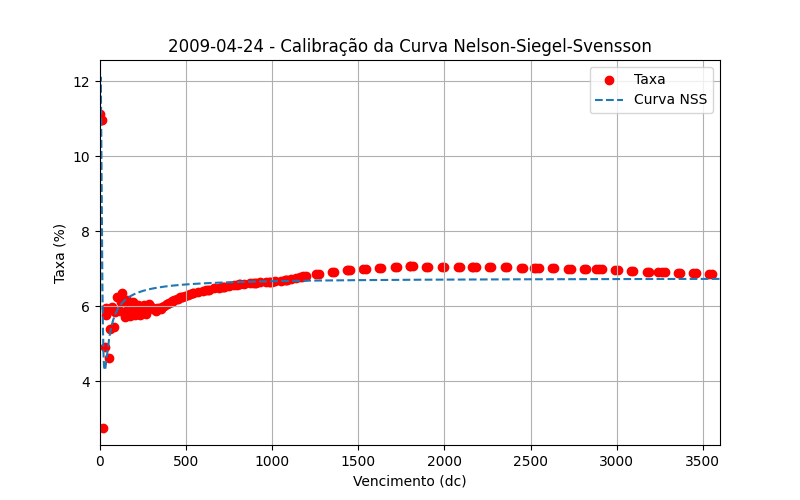 2009-04-24 - Calibração da Curva Nelson-Siegel-Svensson
Taxa
Curva NSS
Taxa (%)
12
10
8
6
4
0 500 1000 1500 2000 2500 3000 3500
Vencimento (dc)